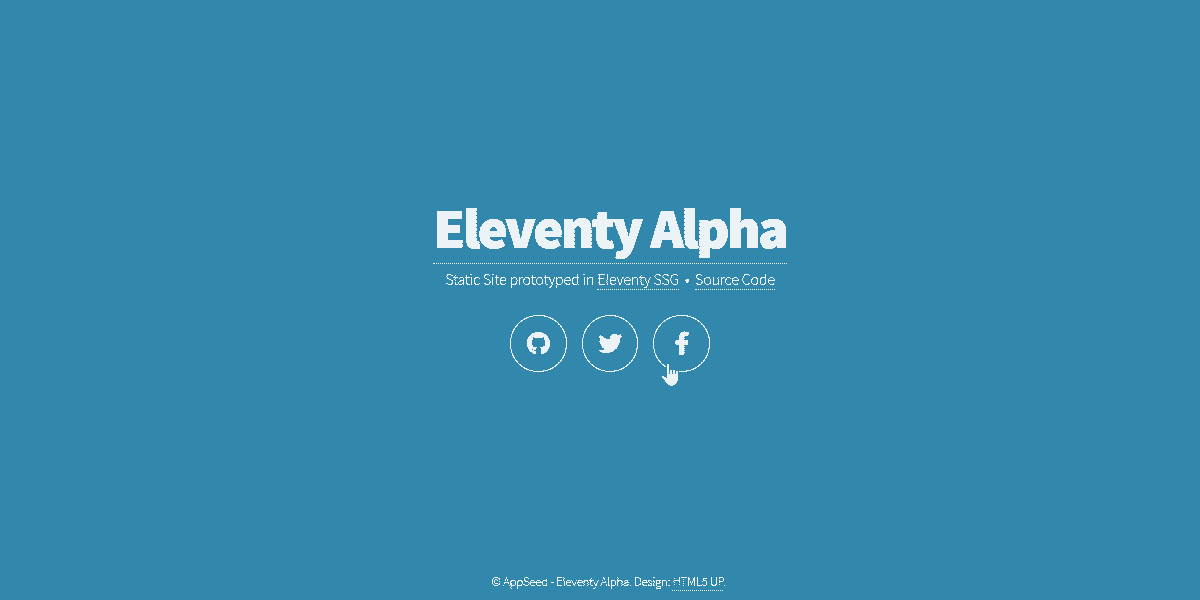 Eleventy Alpha
Static Site prototyped in Eleventy SSG • Source Code
© AppSeed - Eleventy Alpha. Design: HTML5 UP.